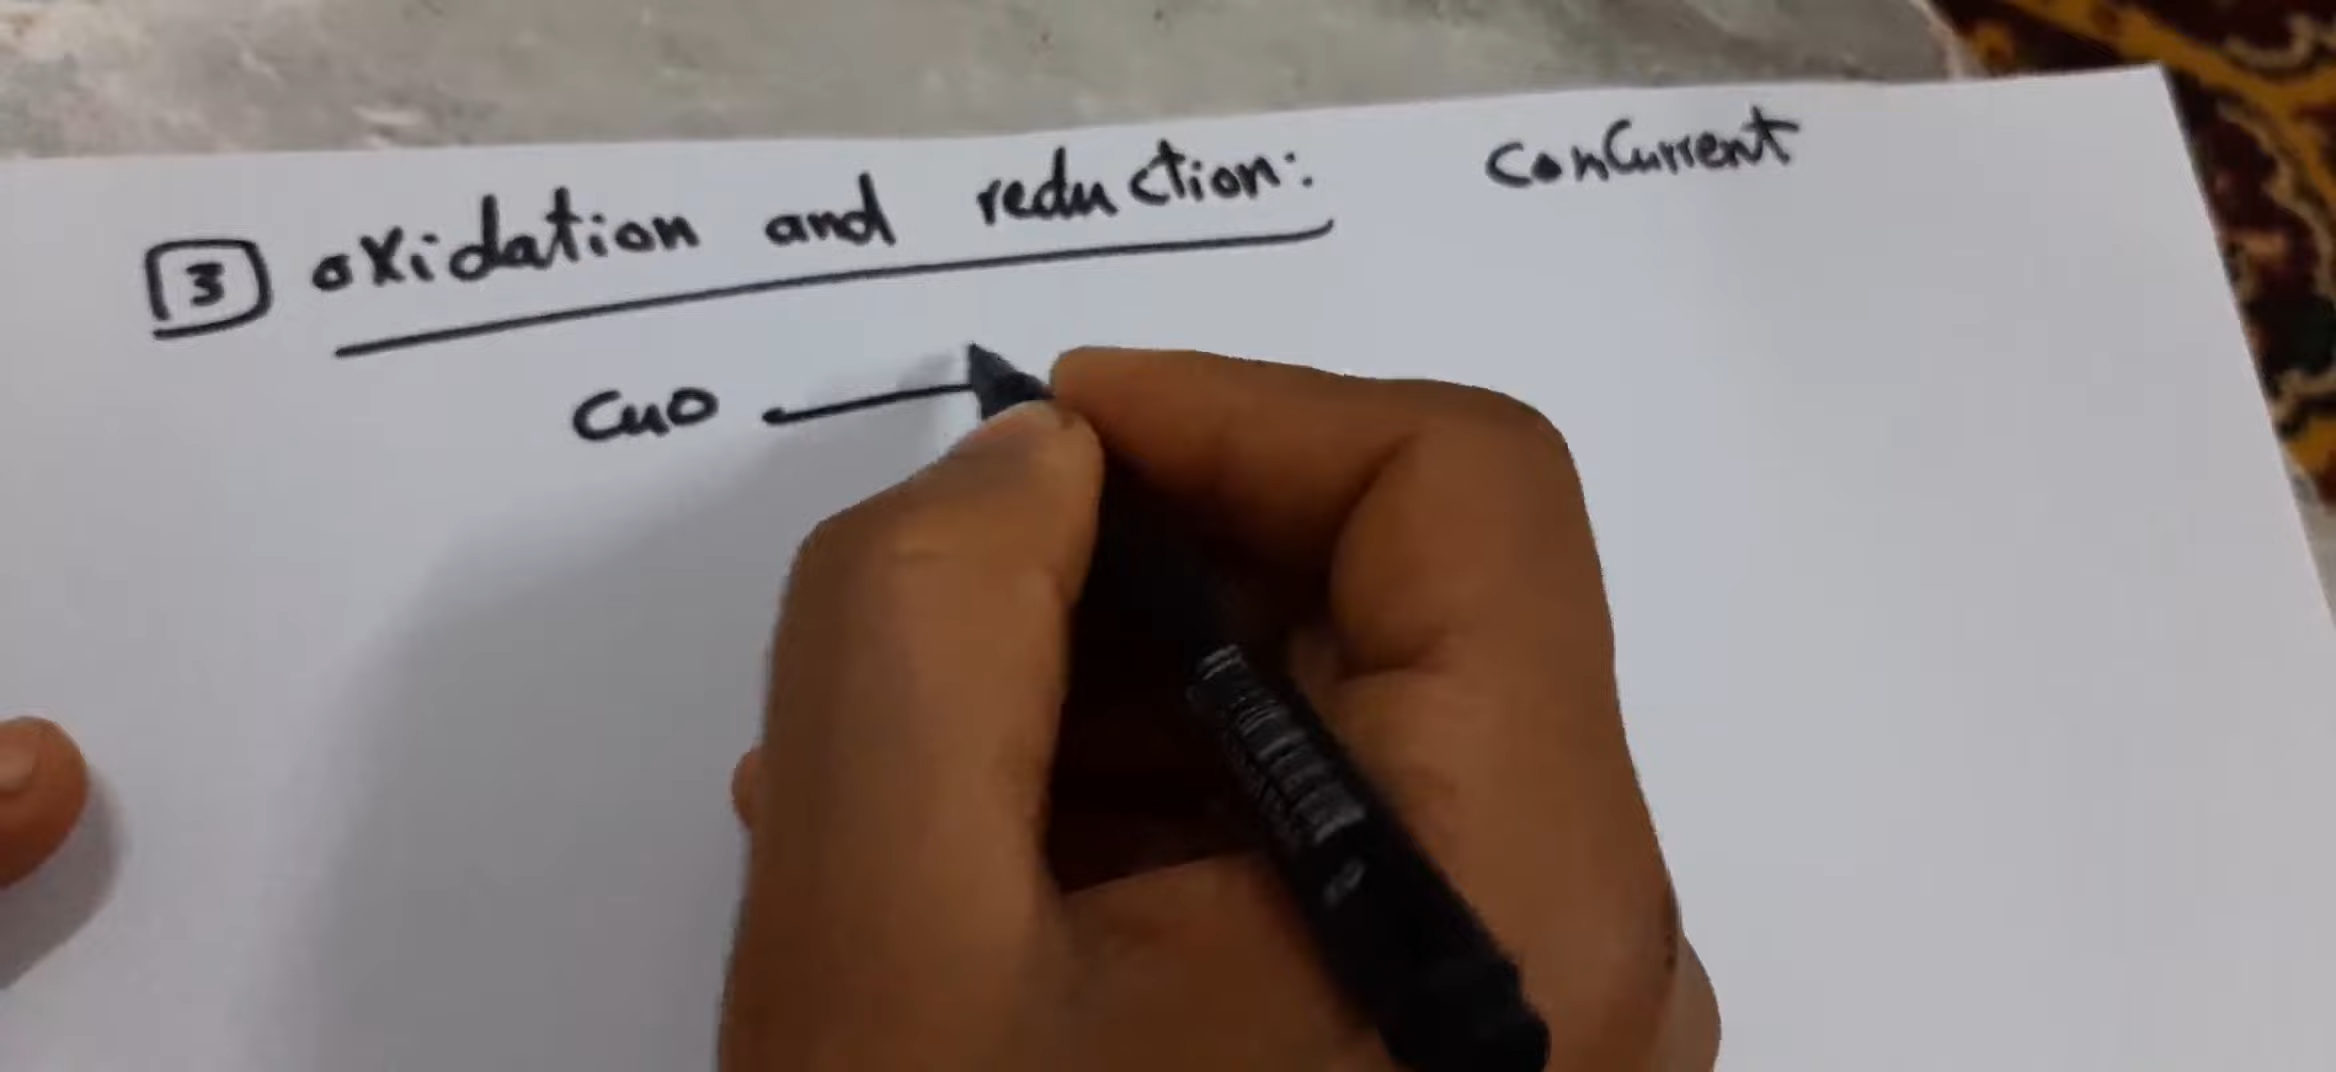 3 oxidation and reduction: ConCurrent
CuO